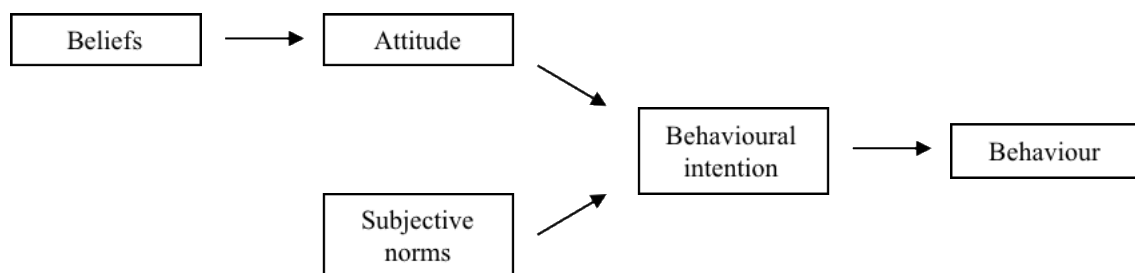 Beliefs
Attitude
Behavioural
intention
Behaviour
Subjective
norms